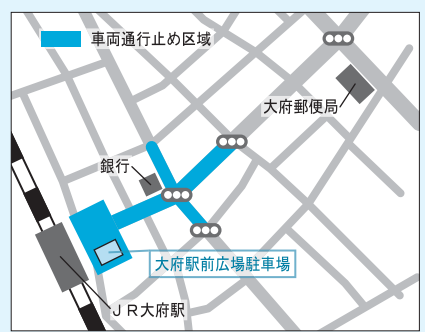 車両通行止め区域
大府郵便局
銀行
大府駅前広場駐車場
ＪＲ大府駅